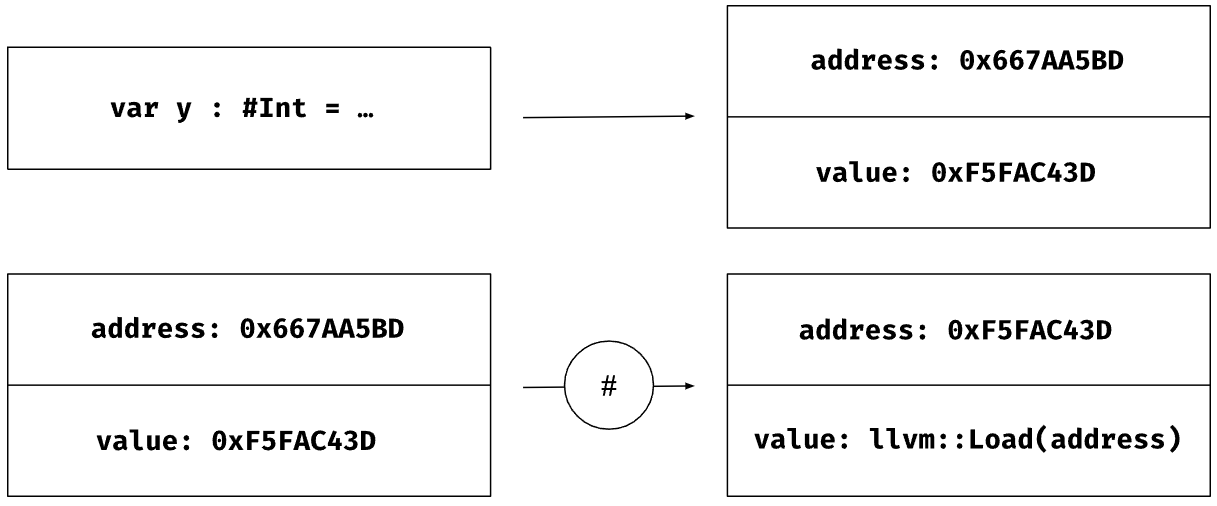 var y : #Int = …
address: 0x667AA5BD
value: 0xF5FAC43D
address: 0x667AA5BD
value: 0xF5FAC43D
#
address: 0xF5FAC43D
value: llvm::Load(address)